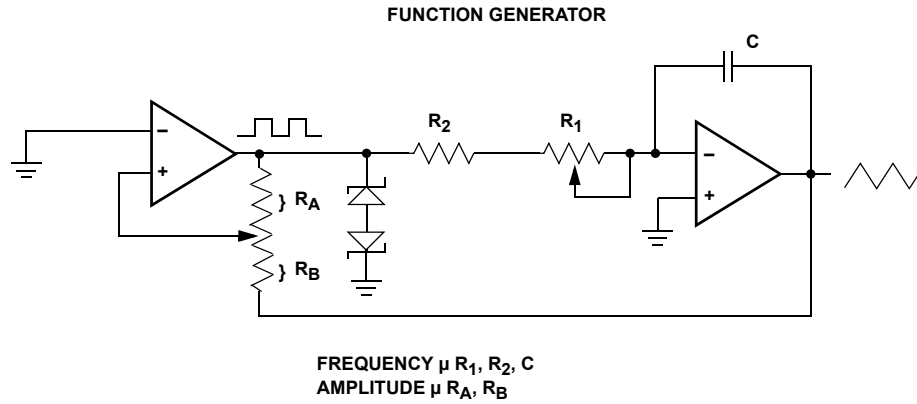 FUNCTION GENERATOR
C
R2 R1
RA
RB
FREQUENCY µ R1, R2, C
AMPLITUDE µ RA, RB